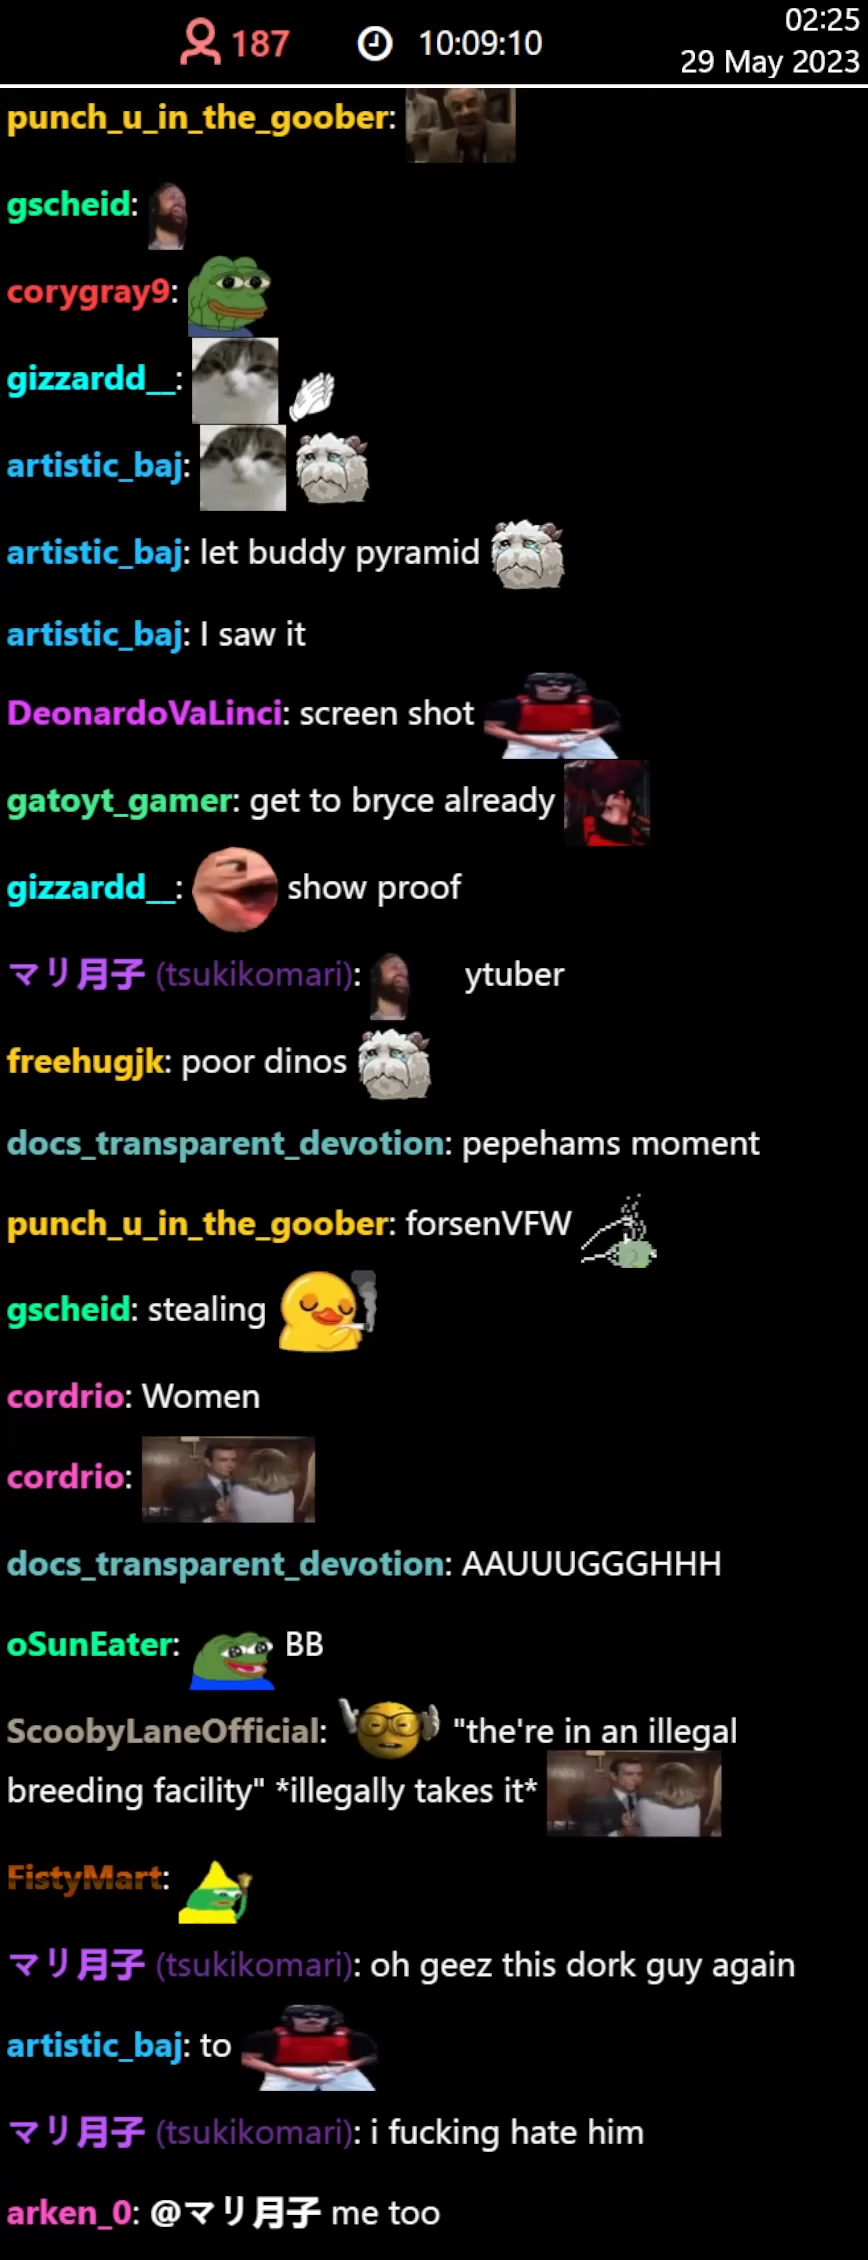 187 10:09:10 02:25
29 May 2023
punch_u_in_the_goober:
gscheid:
corygray9:
gizzardd__:
artistic_baj:
artistic_baj: let buddy pyramid
artistic_baj: I saw it
DeonardoVaLinci: screen shot
gatoyt_gamer: get to bryce already
gizzardd__: show proof
マリ月子 (tsukikomari): ytuber
freehugjk: poor dinos
docs_transparent_devotion: pepehams moment
punch_u_in_the_goober: forsenVFW
gscheid: stealing
cordrio: Women
cordrio:
docs_transparent_devotion: AAUUUGGGHHH
oSunEater: BB
ScoobyLaneOfficial: "the're in an illegal
breeding facility" *illegally takes it*
FistyMart:
マリ月子 (tsukikomari): oh geez this dork guy again
artistic_baj: to
マリ月子 (tsukikomari): i fucking hate him
arken_0: @マリ月子 me too